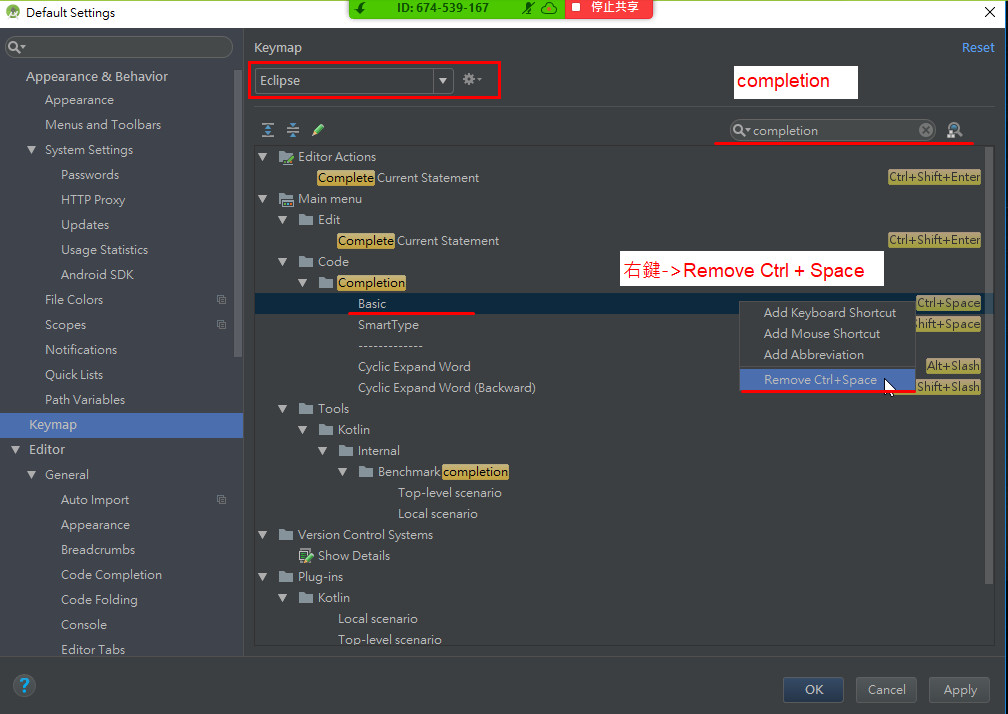 Default Settings
ID: 674-539-167
停止共享
Keymap
Reset
Eclipse
completion
completion
Appearance & Behavior
Appearance
Menus and Toolbars
System Settings
Passwords
HTTP Proxy
Updates
Usage Statistics
Android SDK
File Colors
Scopes
Notifications
Quick Lists
Path Variables
Keymap
Editor
General
Auto Import
Appearance
Breadcrumbs
Code Completion
Code Folding
Console
Editor Tabs
Editor Actions
Complete Current Statement Ctrl+Shift+Enter
Main menu
Edit
Complete Current Statement Ctrl+Shift+Enter
Code
右鍵->Remove Ctrl + Space
Completion
Basic Ctrl+Space
SmartType Shift+Space
-------------
Cyclic Expand Word Alt+Slash
Cyclic Expand Word (Backward) Shift+Slash
Add Keyboard Shortcut
Add Mouse Shortcut
Add Abbreviation
Remove Ctrl+Space
Tools
Kotlin
Internal
Benchmark completion
Top-level scenario
Local scenario
Version Control Systems
Show Details
Plug-ins
Kotlin
Local scenario
Top-level scenario
?
OK
Cancel
Apply